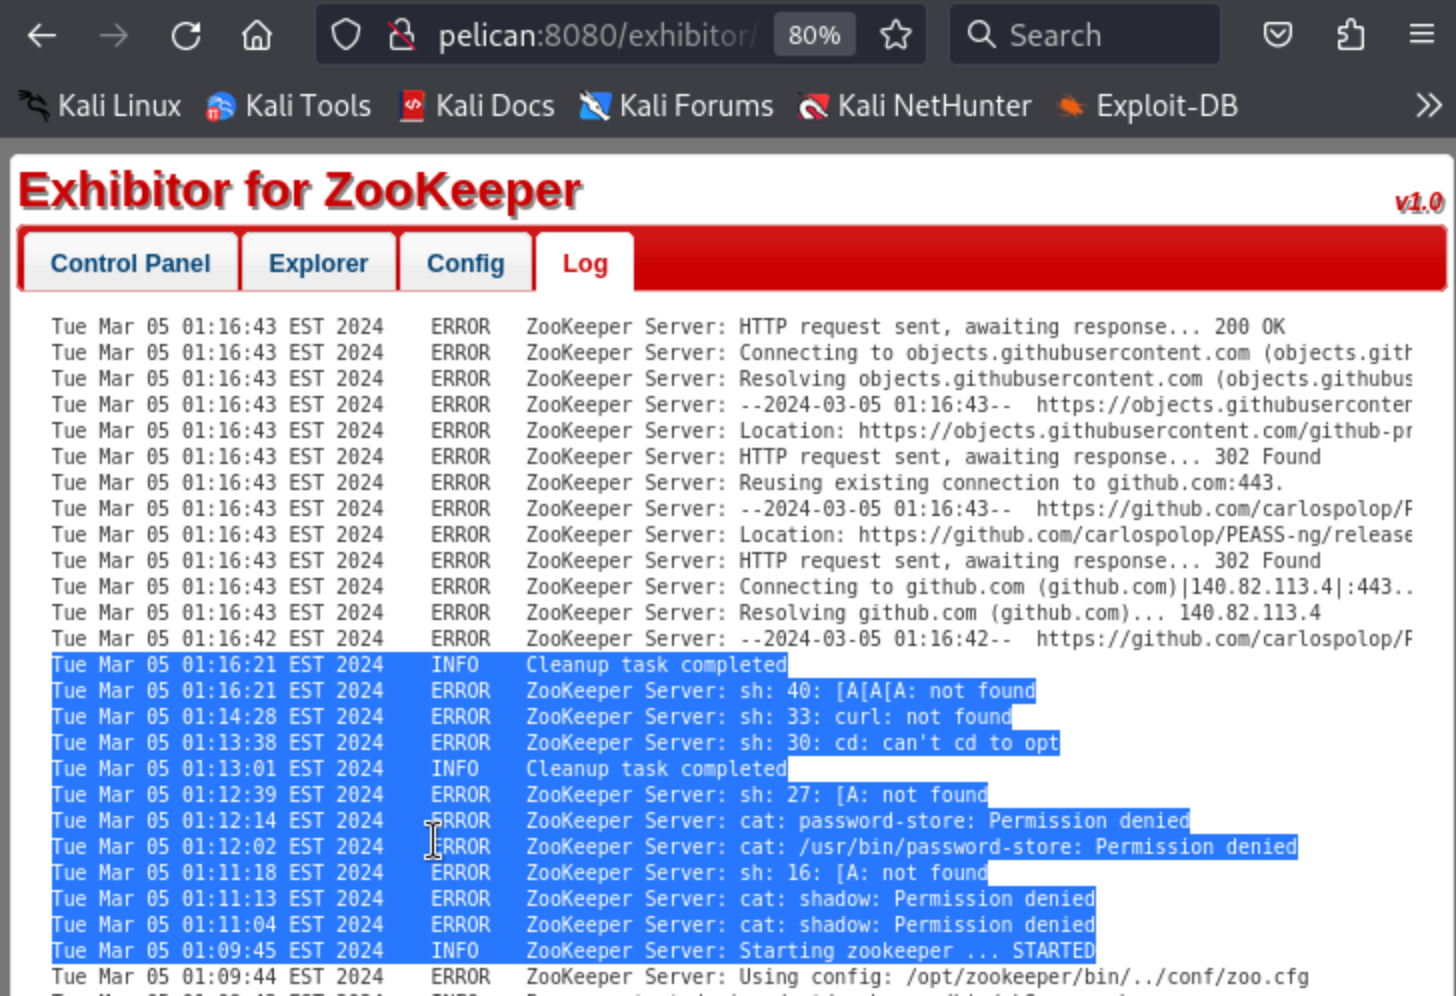 pelican:8080/exhibitor/ 80% Search
Kali Linux Kali Tools Kali Docs Kali Forums Kali NetHunter Exploit-DB
Exhibitor for ZooKeeper
v1.0
Control Panel Explorer Config Log
Tue Mar 05 01:16:43 EST 2024 ERROR ZooKeeper Server: HTTP request sent, awaiting response... 200 OK
Tue Mar 05 01:16:43 EST 2024 ERROR ZooKeeper Server: Connecting to objects.githubusercontent.com (objects.gith
Tue Mar 05 01:16:43 EST 2024 ERROR ZooKeeper Server: Resolving objects.githubusercontent.com (objects.githubus
Tue Mar 05 01:16:43 EST 2024 ERROR ZooKeeper Server: --2024-03-05 01:16:43-- https://objects.githubuserconten
Tue Mar 05 01:16:43 EST 2024 ERROR ZooKeeper Server: Location: https://objects.githubusercontent.com/github-pr
Tue Mar 05 01:16:43 EST 2024 ERROR ZooKeeper Server: HTTP request sent, awaiting response... 302 Found
Tue Mar 05 01:16:43 EST 2024 ERROR ZooKeeper Server: Reusing existing connection to github.com:443.
Tue Mar 05 01:16:43 EST 2024 ERROR ZooKeeper Server: --2024-03-05 01:16:43-- https://github.com/carlospolop/P
Tue Mar 05 01:16:43 EST 2024 ERROR ZooKeeper Server: Location: https://github.com/carlospolop/PEASS-ng/release
Tue Mar 05 01:16:43 EST 2024 ERROR ZooKeeper Server: HTTP request sent, awaiting response... 302 Found
Tue Mar 05 01:16:43 EST 2024 ERROR ZooKeeper Server: Connecting to github.com (github.com)|140.82.113.4|:443..
Tue Mar 05 01:16:43 EST 2024 ERROR ZooKeeper Server: Resolving github.com (github.com)... 140.82.113.4
Tue Mar 05 01:16:42 EST 2024 ERROR ZooKeeper Server: --2024-03-05 01:16:42-- https://github.com/carlospolop/P
Tue Mar 05 01:16:21 EST 2024 INFO Cleanup task completed
Tue Mar 05 01:16:21 EST 2024 ERROR ZooKeeper Server: sh: 40: [A[A[A: not found
Tue Mar 05 01:14:28 EST 2024 ERROR ZooKeeper Server: sh: 33: curl: not found
Tue Mar 05 01:13:38 EST 2024 ERROR ZooKeeper Server: sh: 30: cd: can't cd to opt
Tue Mar 05 01:13:01 EST 2024 INFO Cleanup task completed
Tue Mar 05 01:12:39 EST 2024 ERROR ZooKeeper Server: sh: 27: [A: not found
Tue Mar 05 01:12:14 EST 2024 ERROR ZooKeeper Server: cat: password-store: Permission denied
Tue Mar 05 01:12:02 EST 2024 ERROR ZooKeeper Server: cat: /usr/bin/password-store: Permission denied
Tue Mar 05 01:11:18 EST 2024 ERROR ZooKeeper Server: sh: 16: [A: not found
Tue Mar 05 01:11:13 EST 2024 ERROR ZooKeeper Server: cat: shadow: Permission denied
Tue Mar 05 01:11:04 EST 2024 ERROR ZooKeeper Server: cat: shadow: Permission denied
Tue Mar 05 01:09:45 EST 2024 INFO ZooKeeper Server: Starting zookeeper ... STARTED
Tue Mar 05 01:09:44 EST 2024 ERROR ZooKeeper Server: Using config: /opt/zookeeper/bin/../conf/zoo.cfg